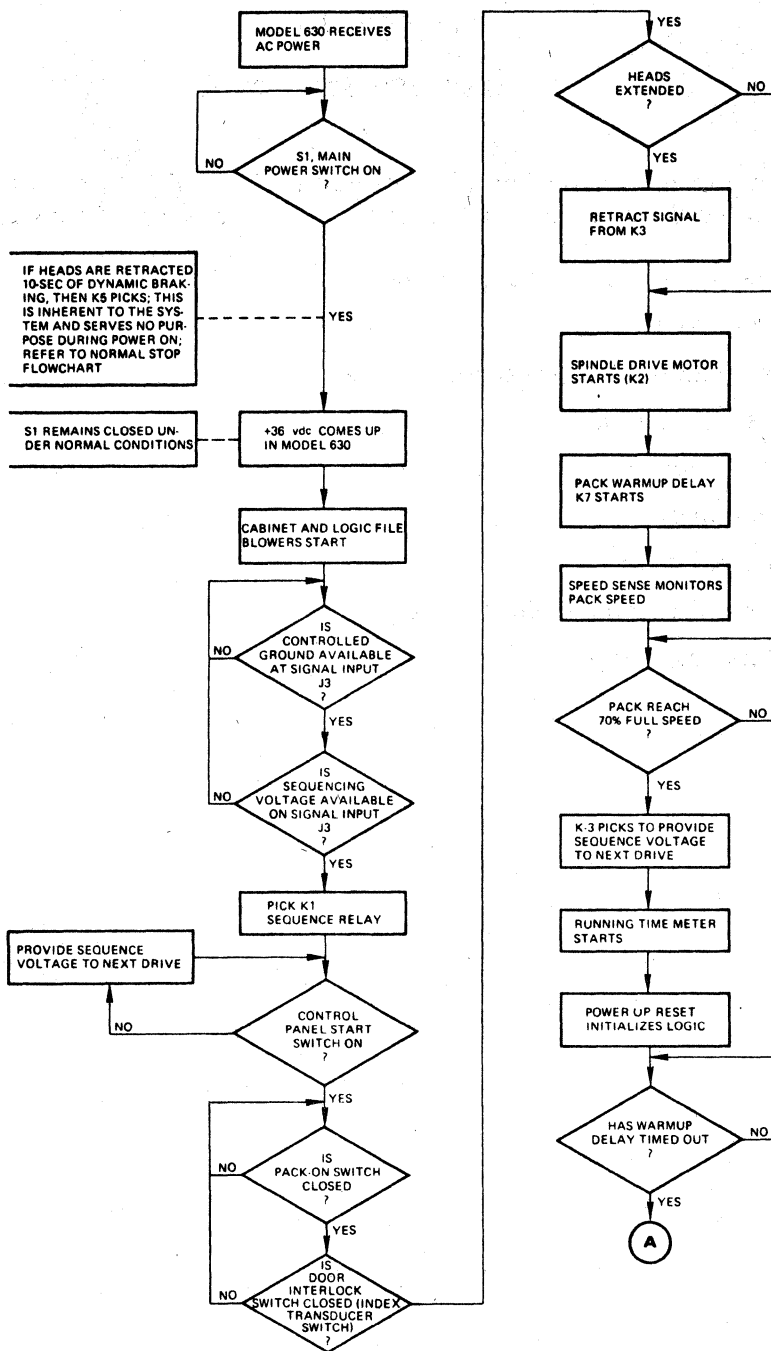 MODEL 630 RECEIVES
AC POWER
NO
S1, MAIN
POWER SWITCH ON
?
IF HEADS ARE RETRACTED
10-SEC OF DYNAMIC BRAK-
ING, THEN K5 PICKS; THIS
IS INHERENT TO THE SYS-
TEM AND SERVES NO PUR-
POSE DURING POWER ON;
REFER TO NORMAL STOP
FLOWCHART
YES
S1 REMAINS CLOSED UN-
DER NORMAL CONDITIONS
+36 vdc COMES UP
IN MODEL 630
CABINET AND LOGIC FILE
BLOWERS START
NO
IS
CONTROLLED
GROUND AVAILABLE
AT SIGNAL INPUT
J3
?
YES
NO
IS
SEQUENCING
VOLTAGE AVAILABLE
ON SIGNAL INPUT
J3
?
YES
PICK K1
SEQUENCE RELAY
PROVIDE SEQUENCE
VOLTAGE TO NEXT DRIVE
NO
CONTROL
PANEL START
SWITCH ON
?
YES
NO
IS
PACK-ON SWITCH
CLOSED
?
YES
NO
IS
DOOR
INTERLOCK
SWITCH CLOSED (INDEX
TRANSDUCER
SWITCH)
?
YES
HEADS
EXTENDED
?
NO
YES
RETRACT SIGNAL
FROM K3
SPINDLE DRIVE MOTOR
STARTS (K2)
PACK WARMUP DELAY
K7 STARTS
SPEED SENSE MONITORS
PACK SPEED
PACK REACH
70% FULL SPEED
?
NO
YES
K-3 PICKS TO PROVIDE
SEQUENCE VOLTAGE
TO NEXT DRIVE
RUNNING TIME METER
STARTS
POWER UP RESET
INITIALIZES LOGIC
HAS WARMUP
DELAY TIMED OUT
?
NO
YES
A